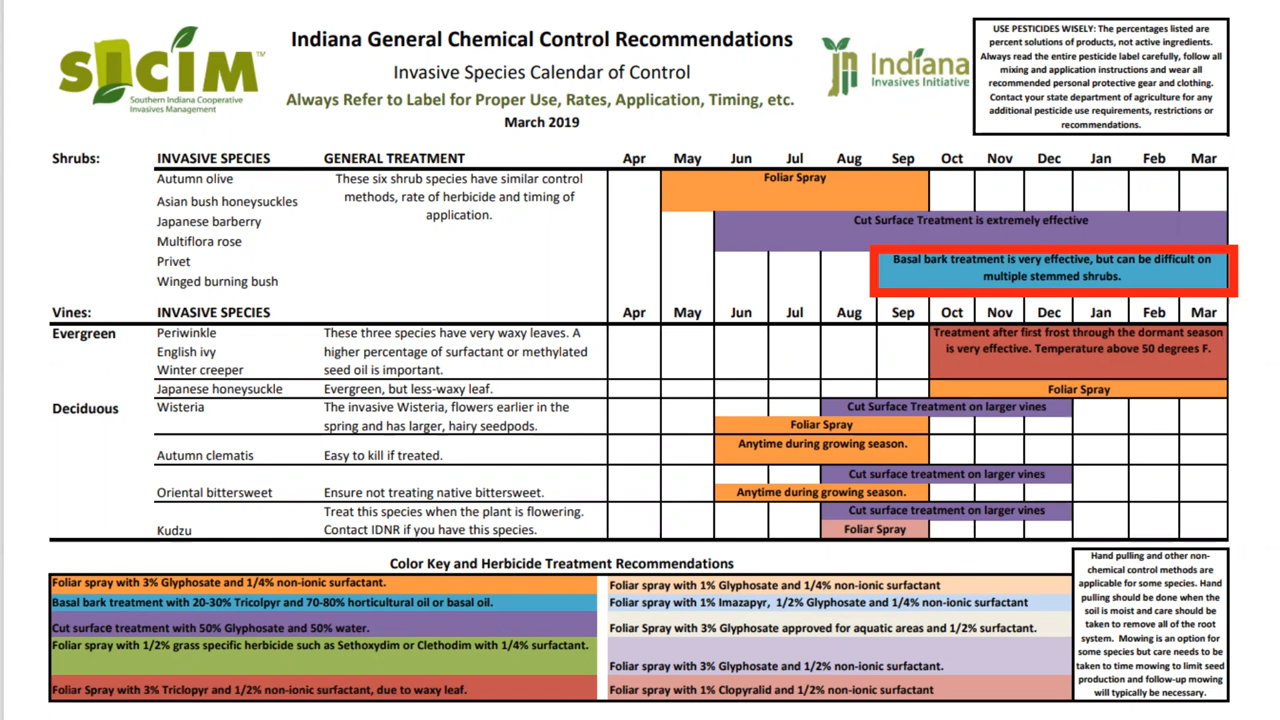 SICIM™
Southern Indiana Cooperative
Invasives Management
Indiana General Chemical Control Recommendations
Invasive Species Calendar of Control
Always Refer to Label for Proper Use, Rates, Application, Timing, etc.
March 2019
Indiana
Invasives Initiative
USE PESTICIDES WISELY: The percentages listed are
percent solutions of products, not active ingredients.
Always read the entire pesticide label carefully, follow all
mixing and application instructions and wear all
recommended personal protective gear and clothing.
Contact your state department of agriculture for any
additional pesticide use requirements, restrictions or
recommendations.
Shrubs: INVASIVE SPECIES GENERAL TREATMENT Apr May Jun Jul Aug Sep Oct Nov Dec Jan Feb Mar
Autumn olive These six shrub species have similar control Foliar Spray
methods, rate of herbicide and timing of
Asian bush honeysuckles
application.
Japanese barberry Cut Surface Treatment is extremely effective
Multiflora rose
Privet Basal bark treatment is very effective, but can be difficult on
Winged burning bush multiple stemmed shrubs.
Vines: INVASIVE SPECIES Apr May Jun Jul Aug Sep Oct Nov Dec Jan Feb Mar
Evergreen Periwinkle These three species have very waxy leaves. A Treatment after first frost through the dormant season
English ivy higher percentage of surfactant or methylated is very effective. Temperature above 50 degrees F.
Winter creeper seed oil is important.
Japanese honeysuckle Evergreen, but less-waxy leaf. Foliar Spray
Deciduous Wisteria The invasive Wisteria, flowers earlier in the Cut Surface Treatment on larger vines
spring and has larger, hairy seedpods. Foliar Spray
Anytime during growing season.
Autumn clematis Easy to kill if treated.
Cut surface treatment on larger vines
Oriental bittersweet Ensure not treating native bittersweet. Anytime during growing season.
Treat this species when the plant is flowering. Cut surface treatment on larger vines
Kudzu Contact IDNR if you have this species. Foliar Spray
Color Key and Herbicide Treatment Recommendations
Foliar spray with 3% Glyphosate and 1/4% non-ionic surfactant.
Basal bark treatment with 20-30% Tricolpyr and 70-80% horticultural oil or basal oil.
Cut surface treatment with 50% Glyphosate and 50% water.
Foliar spray with 1/2% grass specific herbicide such as Sethoxydim or Clethodim with 1/4% surfactant.
Foliar Spray with 3% Triclopyr and 1/2% non-ionic surfactant, due to waxy leaf.
Foliar spray with 1% Glyphosate and 1/4% non-ionic surfactant
Foliar spray with 1% Imazapyr, 1/2% Glyphosate and 1/4% non-ionic surfactant
Foliar Spray with 3% Glyphosate approved for aquatic areas and 1/2% surfactant.
Foliar spray with 3% Glyphosate and 1/2% non-ionic surfactant.
Foliar spray with 1% Clopyralid and 1/2% non-ionic surfactant
Hand pulling and other non-
chemical control methods are
applicable for some species. Hand
pulling should be done when the
soil is moist and care should be
taken to remove all of the root
system. Mowing is an option for
some species but care needs to be
taken to time mowing to limit seed
production and follow-up mowing
will typically be necessary.